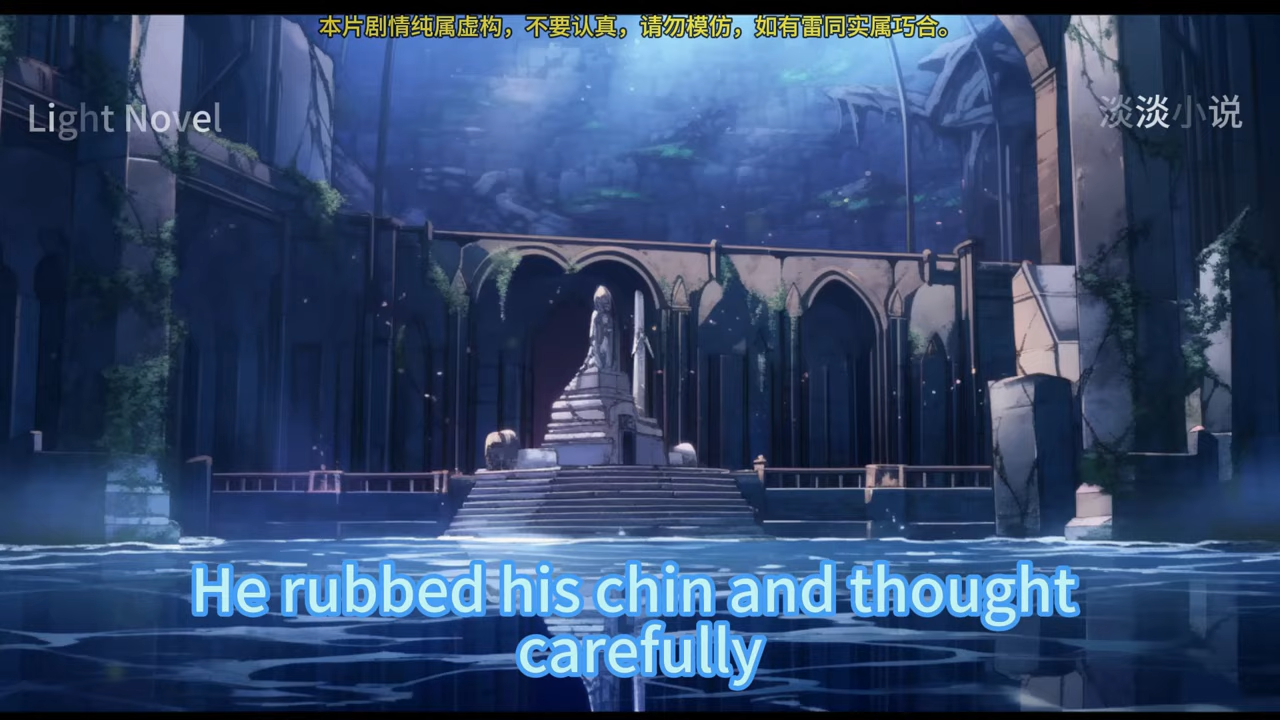 本片剧情纯属虚构，不要认真，请勿模仿，如有雷同实属巧合。
Light Novel
淡淡小说
He rubbed his chin and thought
carefully